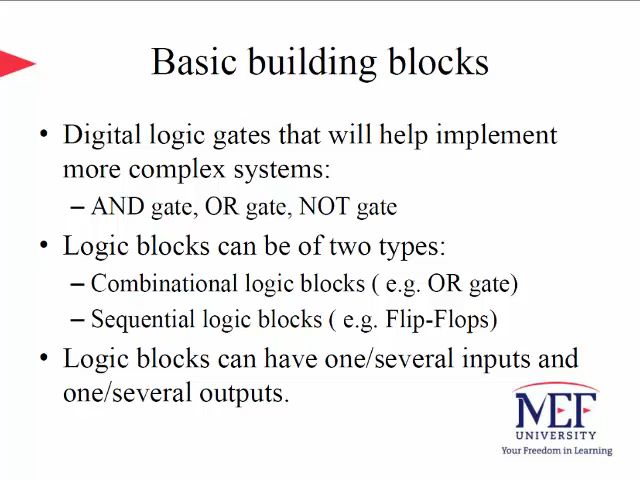 Basic building blocks
• Digital logic gates that will help implement
more complex systems:
– AND gate, OR gate, NOT gate
• Logic blocks can be of two types:
– Combinational logic blocks ( e.g. OR gate)
– Sequential logic blocks ( e.g. Flip-Flops)
• Logic blocks can have one/several inputs and
one/several outputs.
MEF
UNIVERSITY
Your Freedom in Learning